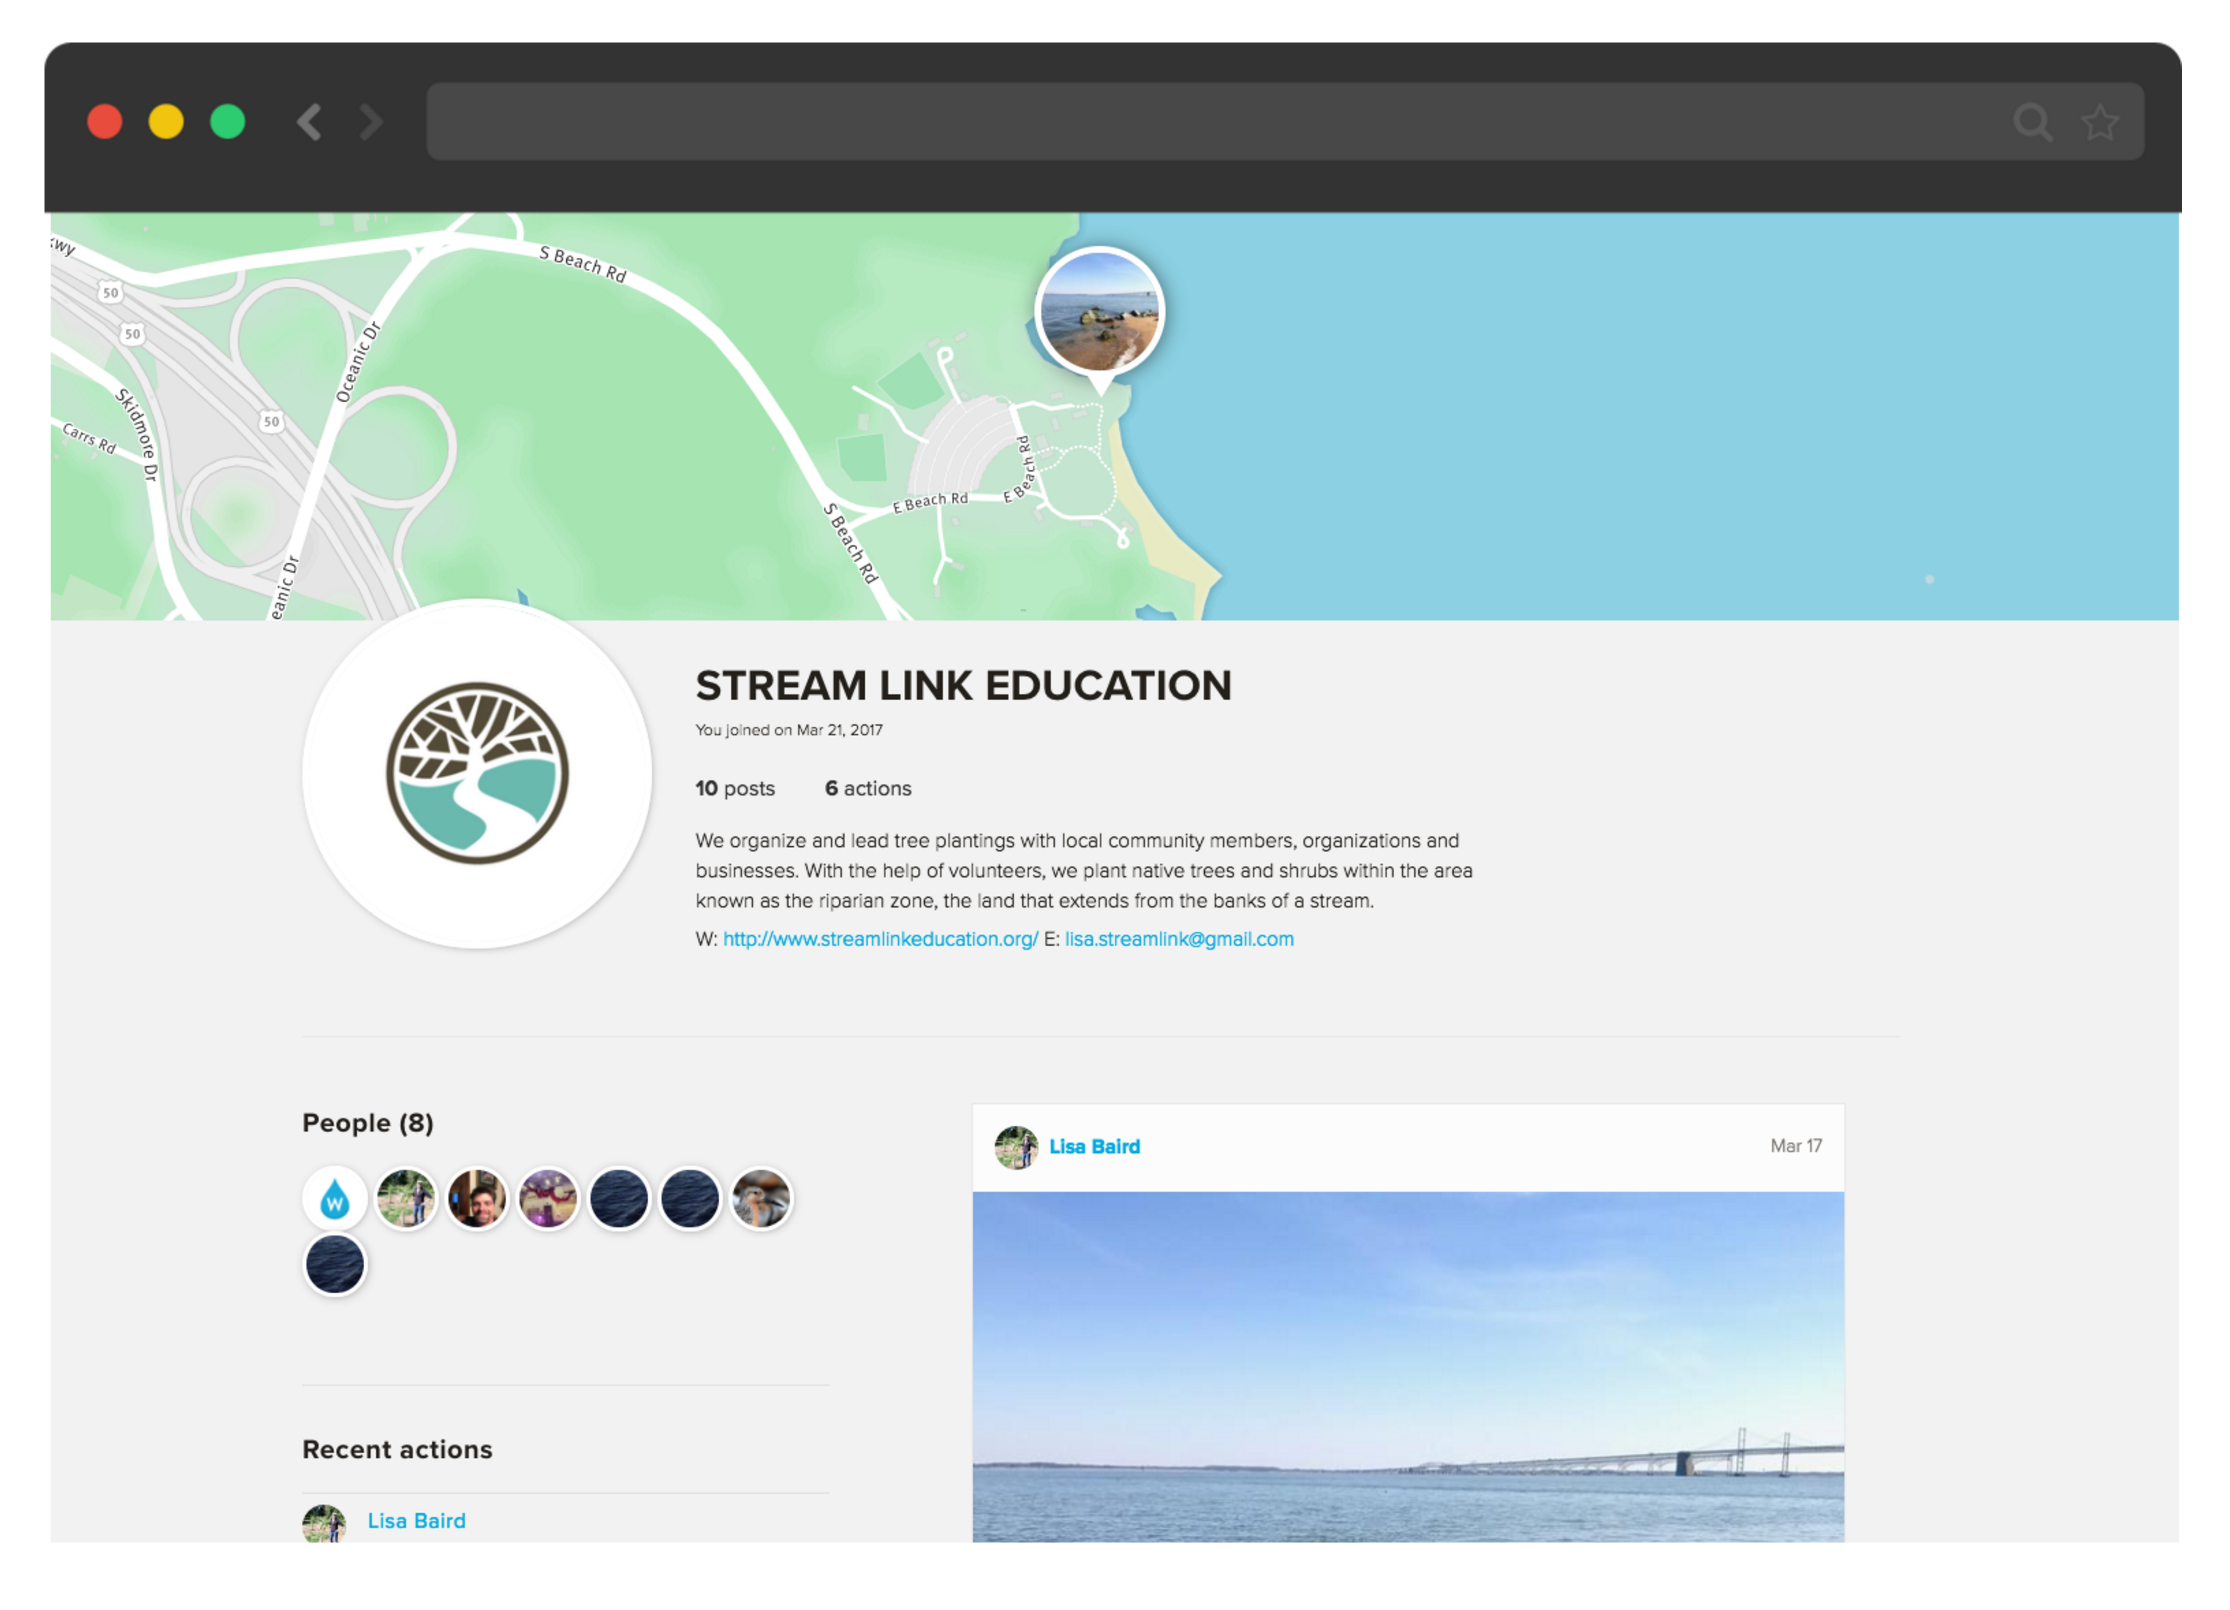 kwy
50
50
50
S Beach Rd
Oceanic Dr
Skidmore Dr
Carrs Rd
E Beach Rd
E Beach Rd
S Beach Rd
eanic Dr
STREAM LINK EDUCATION
You joined on Mar 21, 2017
10 posts 6 actions
We organize and lead tree plantings with local community members, organizations and
businesses. With the help of volunteers, we plant native trees and shrubs within the area
known as the riparian zone, the land that extends from the banks of a stream.
W: http://www.streamlinkeducation.org/ E: lisa.streamlink@gmail.com
People (8)
W
Lisa Baird Mar 17
Recent actions
Lisa Baird